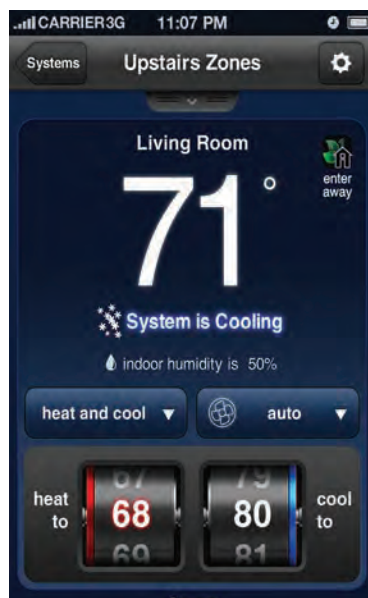 CARRIER 3G 11:07 PM
Systems Upstairs Zones
Living Room
71°
enter
away
System is Cooling
indoor humidity is 50%
heat and cool auto
67 79
heat to 68 80 cool to
69 81